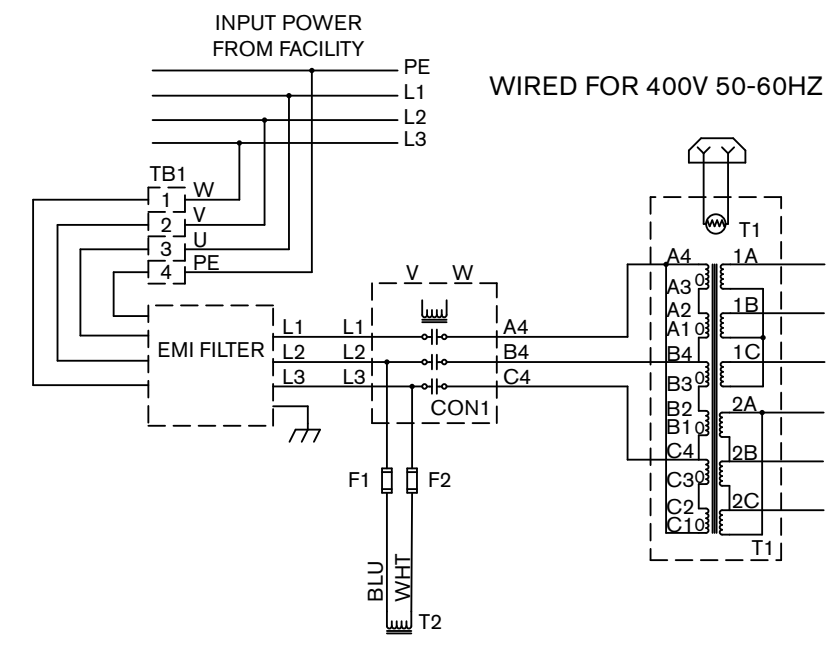 INPUT POWER
FROM FACILITY
PE
L1
L2
L3
WIRED FOR 400V 50-60HZ
TB1
1 W
2 V
3 U
4 PE
EMI FILTER
L1 L1
L2 L2
L3 L3
V W
CON1
A4
B4
C4
F1 F2
BLU
WHT
T2
T1
A4
A3
A2
A1
B4
B3
B2
B1
C4
C3
C2
C1
1A
1B
1C
2A
2B
2C
T1